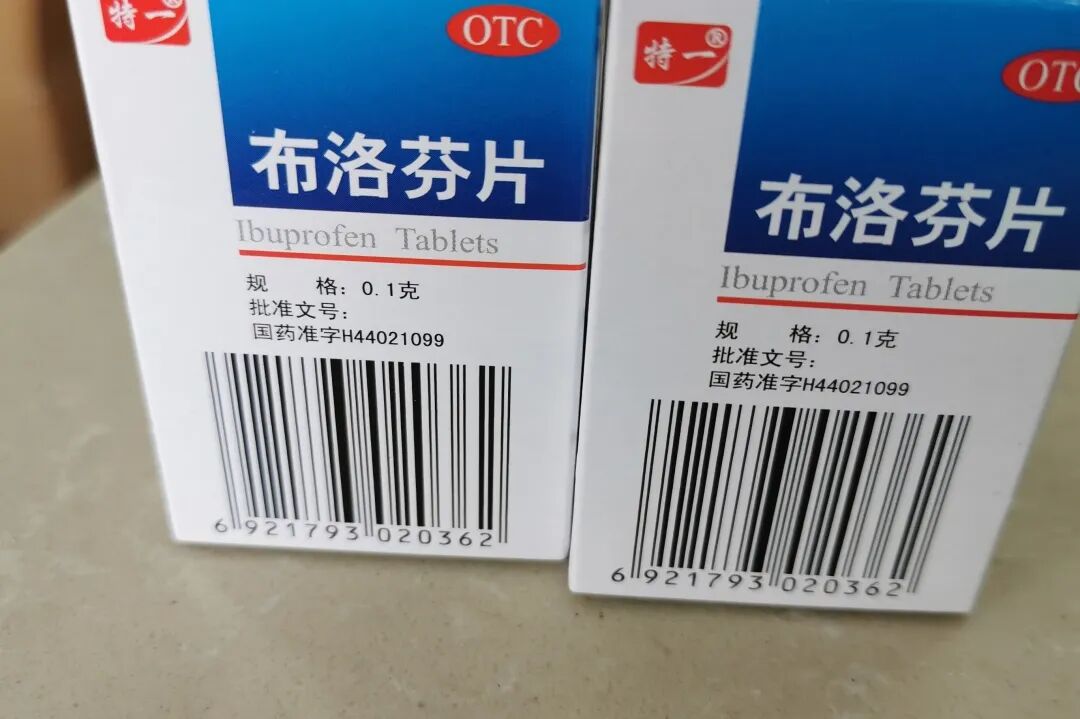 特一®
OTC
布洛芬片
Ibuprofen Tablets
规 格：0.1克
批准文号：
国药准字H44021099
6 921793 020362
特一®
OTC
布洛芬片
Ibuprofen Tablets
规 格：0.1克
批准文号：
国药准字H44021099
6 921793 020362